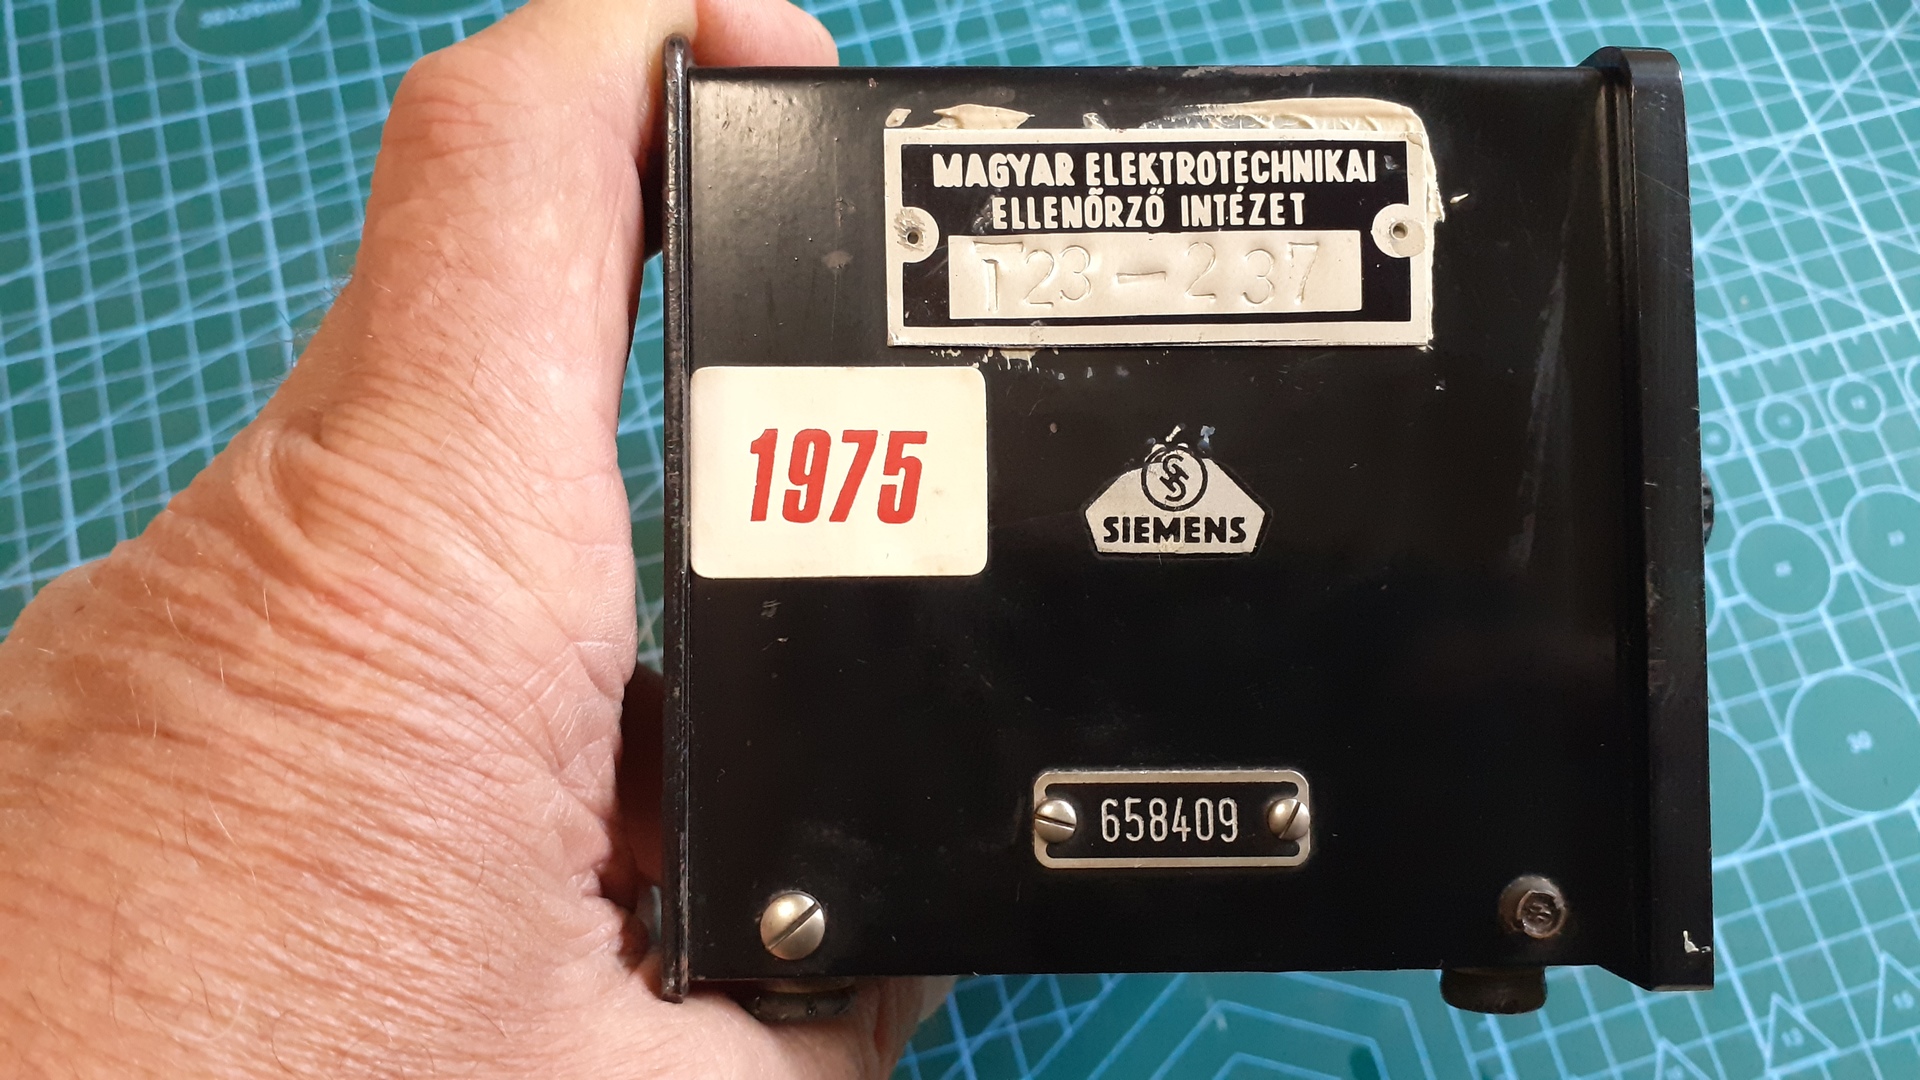 MAGYAR ELEKTROTECHNIKAI
ELLENŐRZŐ INTÉZET
T23-237
1975
SIEMENS
658409